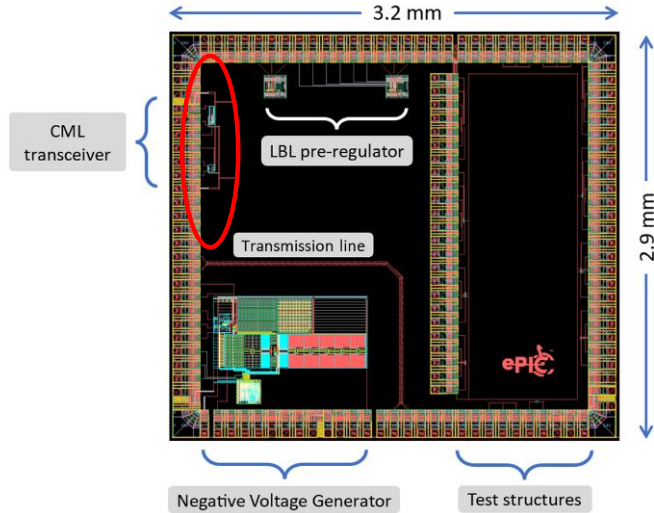 3.2 mm
CML
transceiver
LBL pre-regulator
2.9 mm
Transmission line
ePIC
Negative Voltage Generator
Test structures